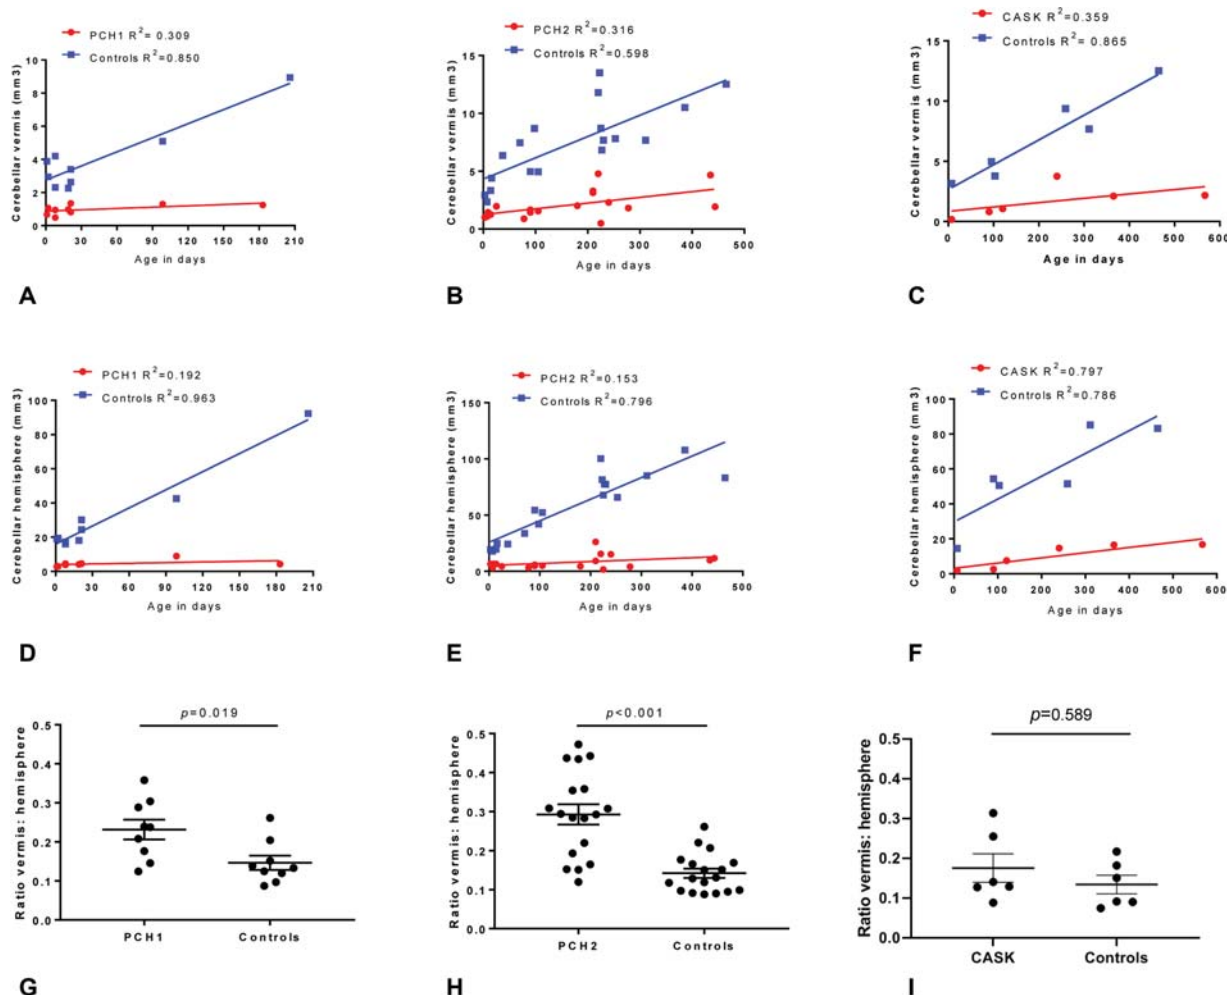 PCH1 R2= 0.309
Controls R2=0.850
Cerebellar vermis (mm3)
10
8
6
4
2
0
0 30 60 90 120 150 180 210
Age in days
A
PCH2 R2=0.316
Controls R2=0.598
Cerebellar vermis (mm3)
15
10
5
0
0 100 200 300 400 500
Age in days
B
CASK R2=0.359
Controls R2= 0.865
Cerebellar vermis (mm3)
15
10
5
0
0 100 200 300 400 500 600
Age in days
C
PCH1 R2=0.192
Controls R2=0.963
Cerebellar hemisphere (mm3)
100
80
60
40
20
0
0 30 60 90 120 150 180 210
Age in days
D
PCH2 R2=0.153
Controls R2=0.796
Cerebellar hemisphere (mm3)
150
100
50
0
0 100 200 300 400 500
Age in days
E
CASK R2=0.797
Controls R2=0.786
Cerebellar hemisphere (mm3)
100
80
60
40
20
0
0 100 200 300 400 500 600
Age in days
F
p=0.019
Ratio vermis: hemisphere
0.5
0.4
0.3
0.2
0.1
0.0
PCH1 Controls
G
p<0.001
Ratio vermis: hemisphere
0.5
0.4
0.3
0.2
0.1
0.0
PCH2 Controls
H
p=0.589
Ratio vermis: hemisphere
0.5
0.4
0.3
0.2
0.1
0.0
CASK Controls
I